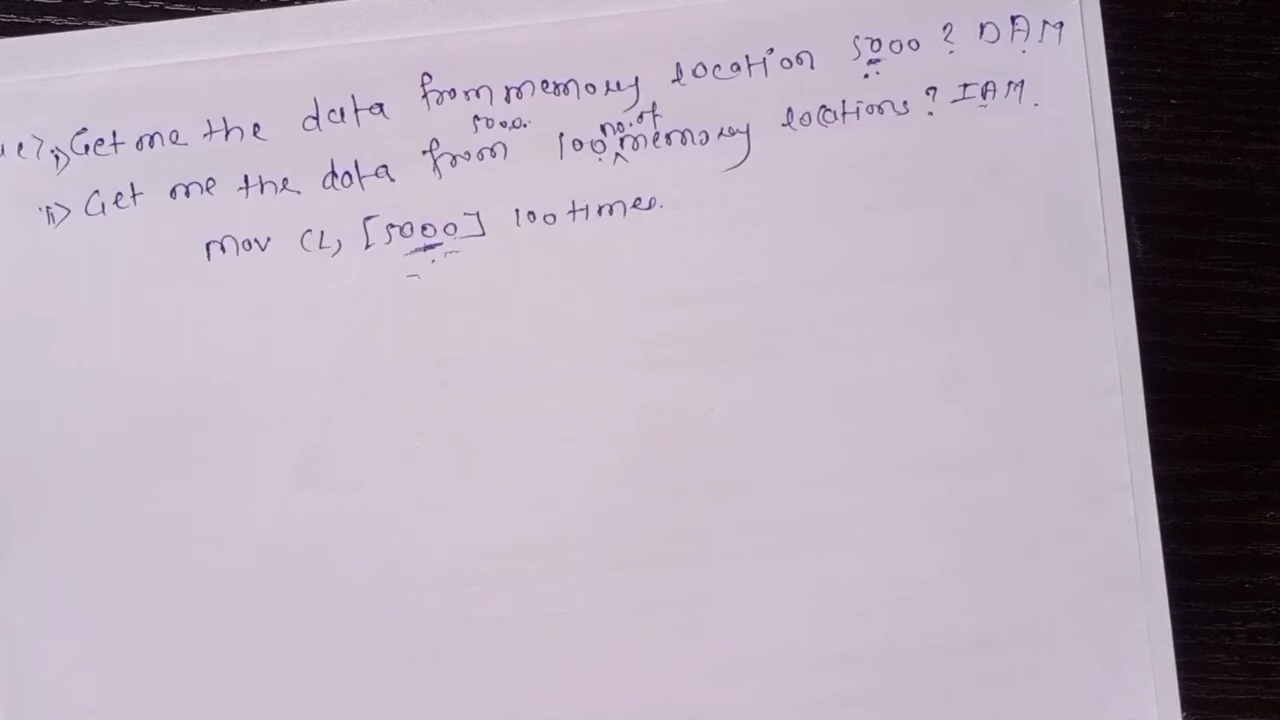 i) Get me the data from memory location 5000 ? DAM
5000. no. of
ii) Get me the data from 100 memory locations ? IAM.
Mov CL, [5000] 100 times.